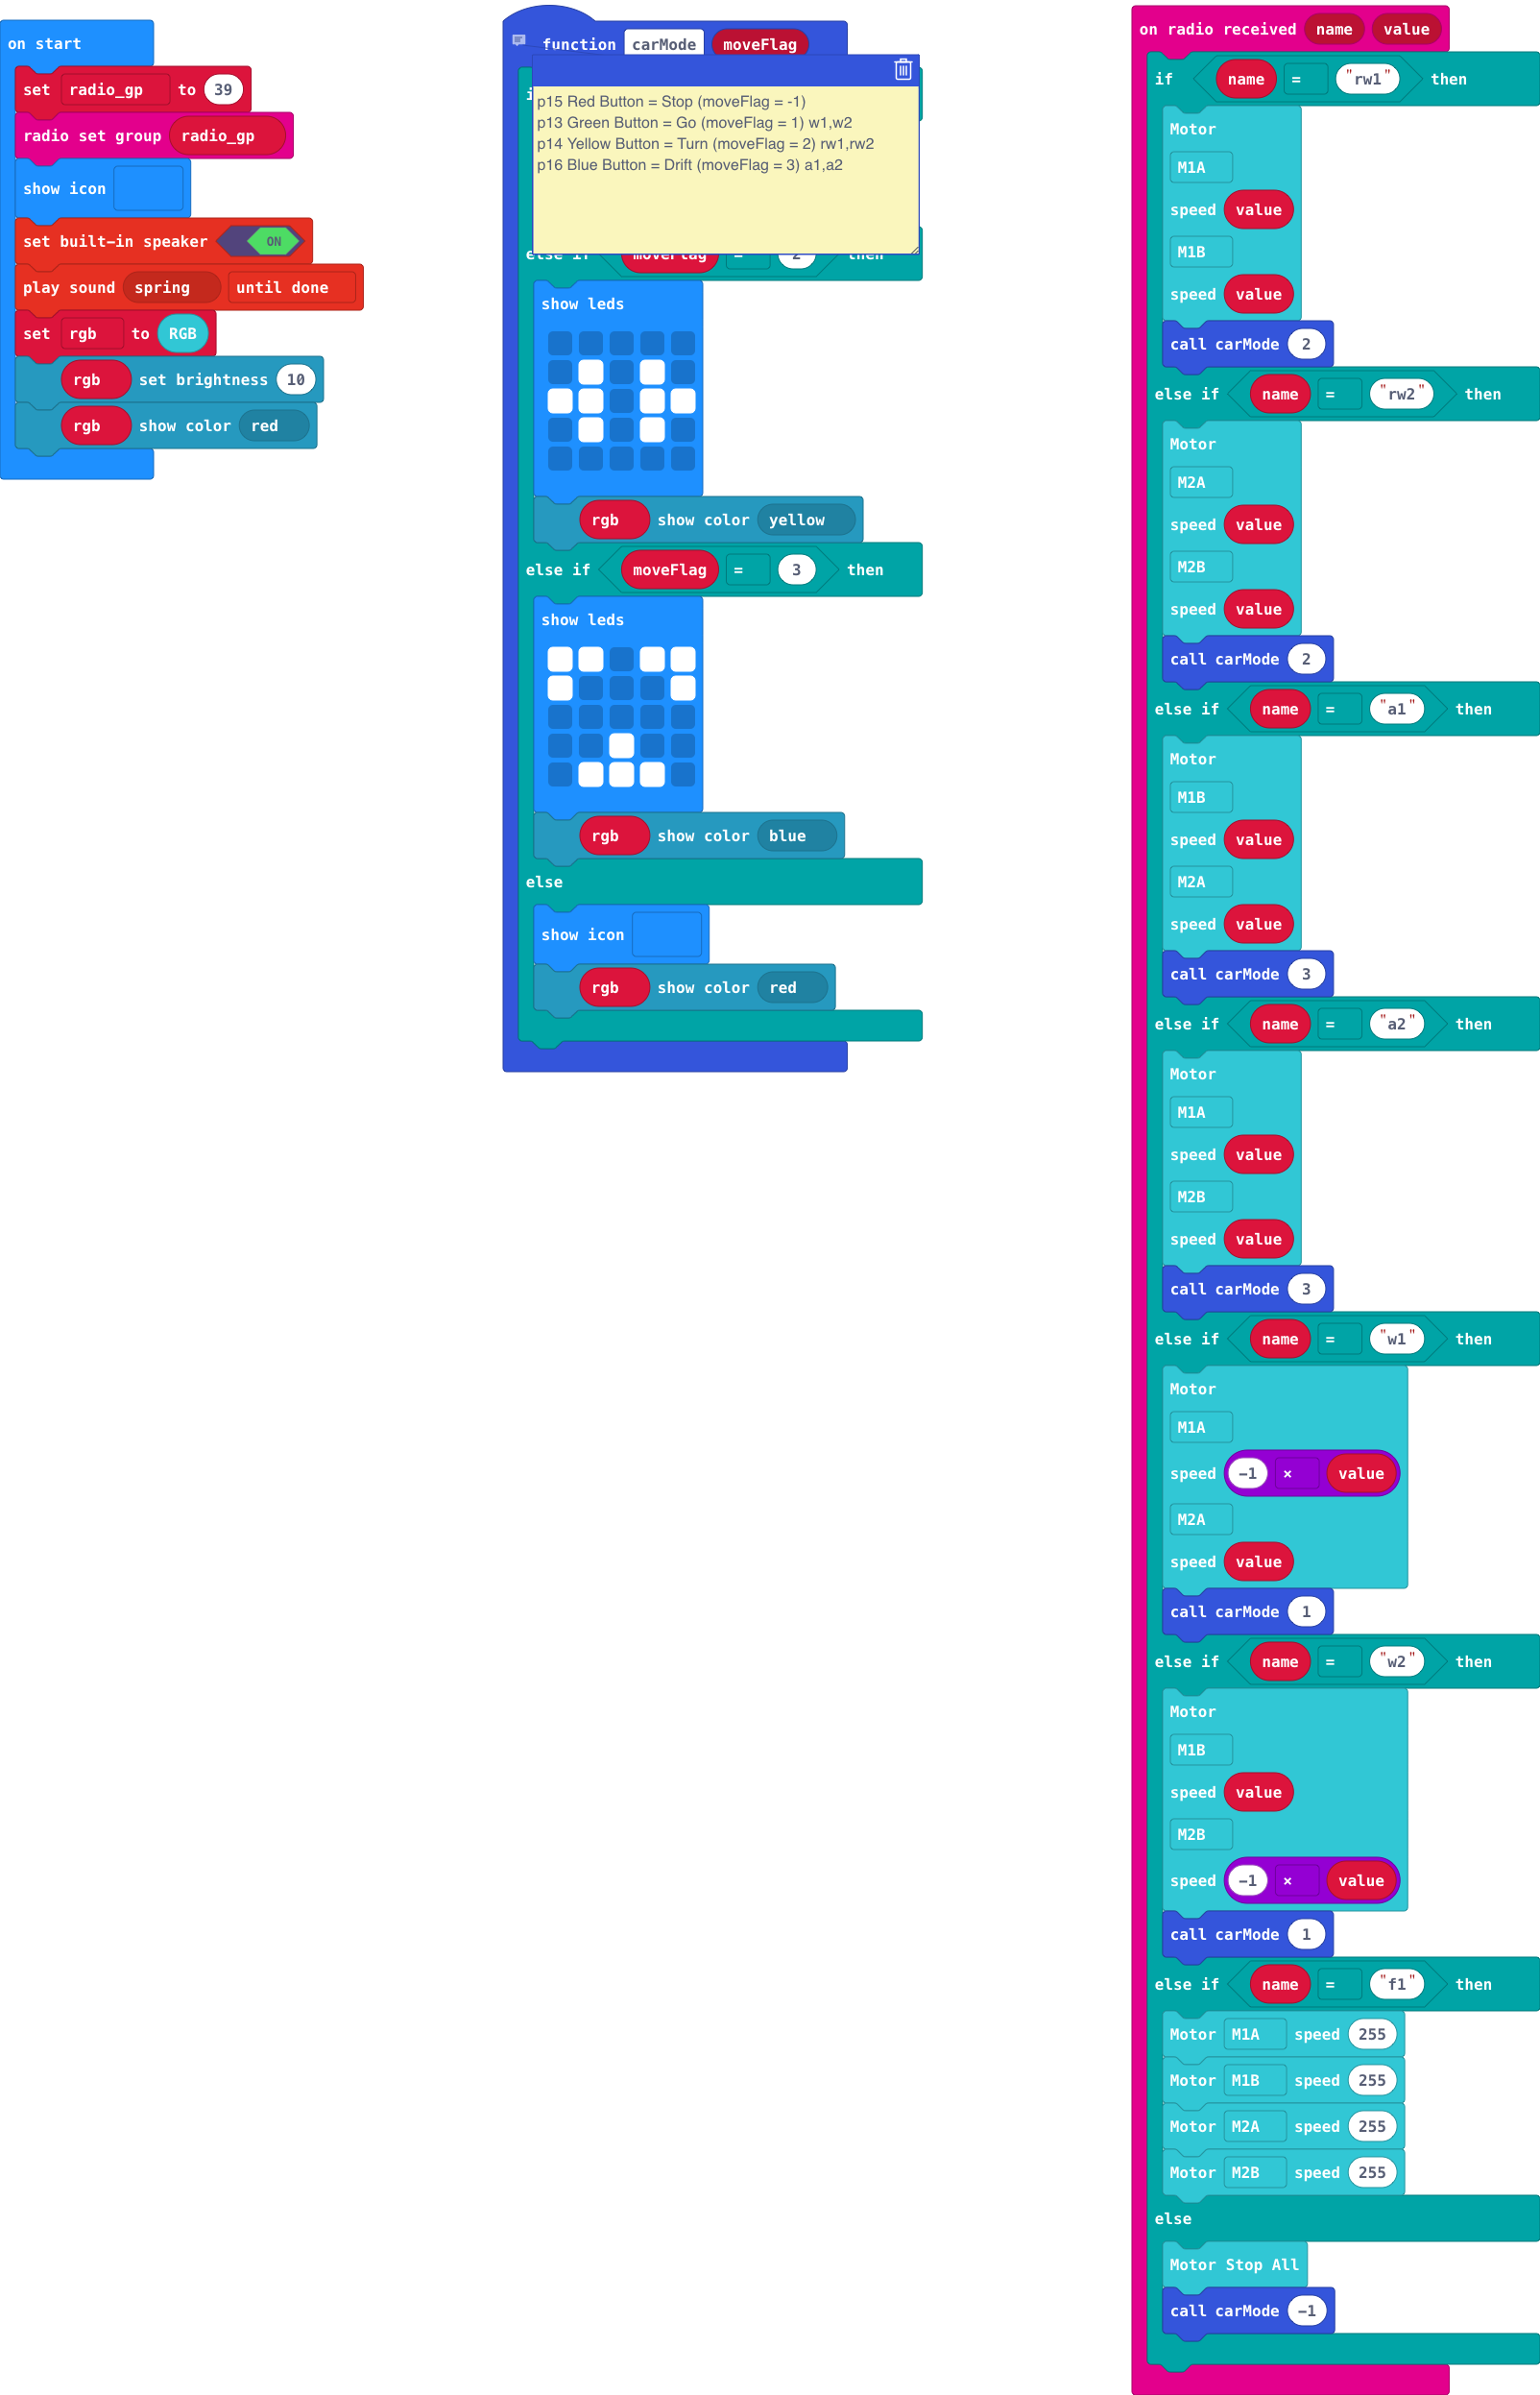 on start
set radio_gp to 39
radio set group radio_gp
show icon
set built-in speaker ON
play sound spring until done
set rgb to RGB
rgb set brightness 10
rgb show color red
function carMode moveFlag
p15 Red Button = Stop (moveFlag = -1)
p13 Green Button = Go (moveFlag = 1) w1,w2
p14 Yellow Button = Turn (moveFlag = 2) rw1,rw2
p16 Blue Button = Drift (moveFlag = 3) a1,a2
else if moveFlag = 2 then
show leds
rgb show color yellow
else if moveFlag = 3 then
show leds
rgb show color blue
else
show icon
rgb show color red
on radio received name value
if name = "rw1" then
Motor
M1A
speed value
M1B
speed value
call carMode 2
else if name = "rw2" then
Motor
M2A
speed value
M2B
speed value
call carMode 2
else if name = "a1" then
Motor
M1B
speed value
M2A
speed value
call carMode 3
else if name = "a2" then
Motor
M1A
speed value
M2B
speed value
call carMode 3
else if name = "w1" then
Motor
M1A
speed -1 × value
M2A
speed value
call carMode 1
else if name = "w2" then
Motor
M1B
speed value
M2B
speed -1 × value
call carMode 1
else if name = "f1" then
Motor M1A speed 255
Motor M1B speed 255
Motor M2A speed 255
Motor M2B speed 255
else
Motor Stop All
call carMode -1